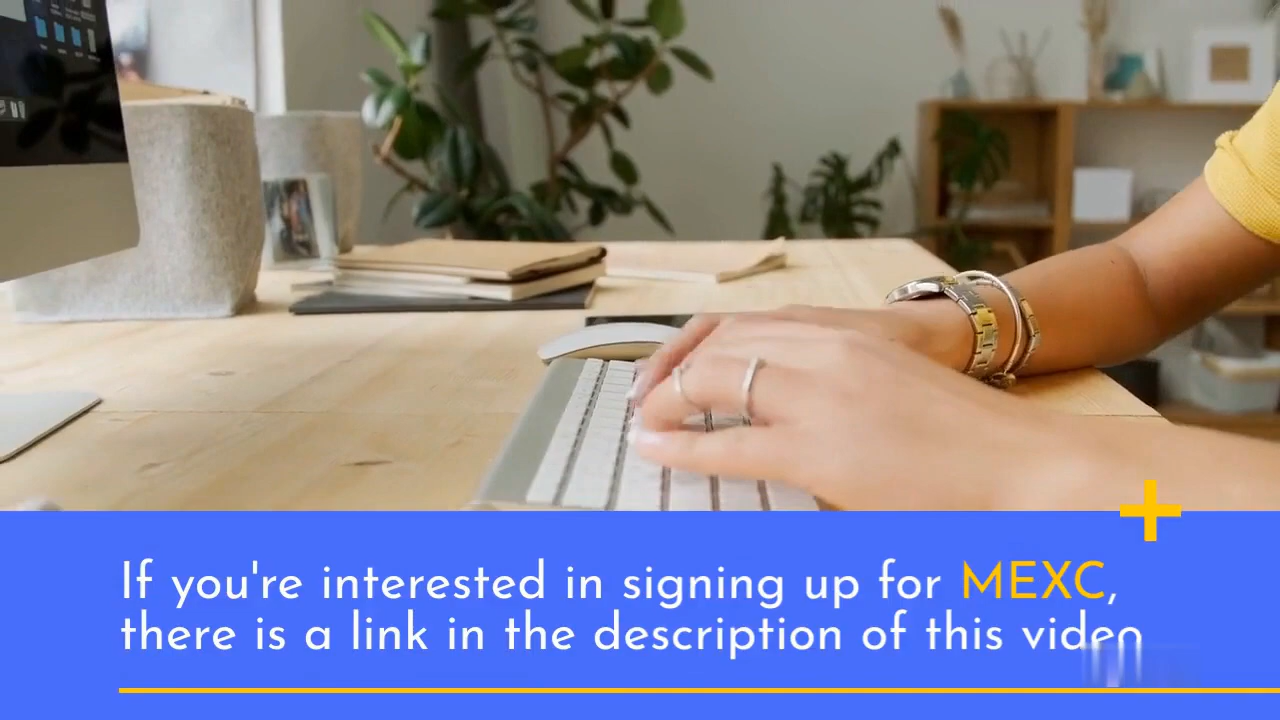 If you're interested in signing up for MEXC,
there is a link in the description of this video